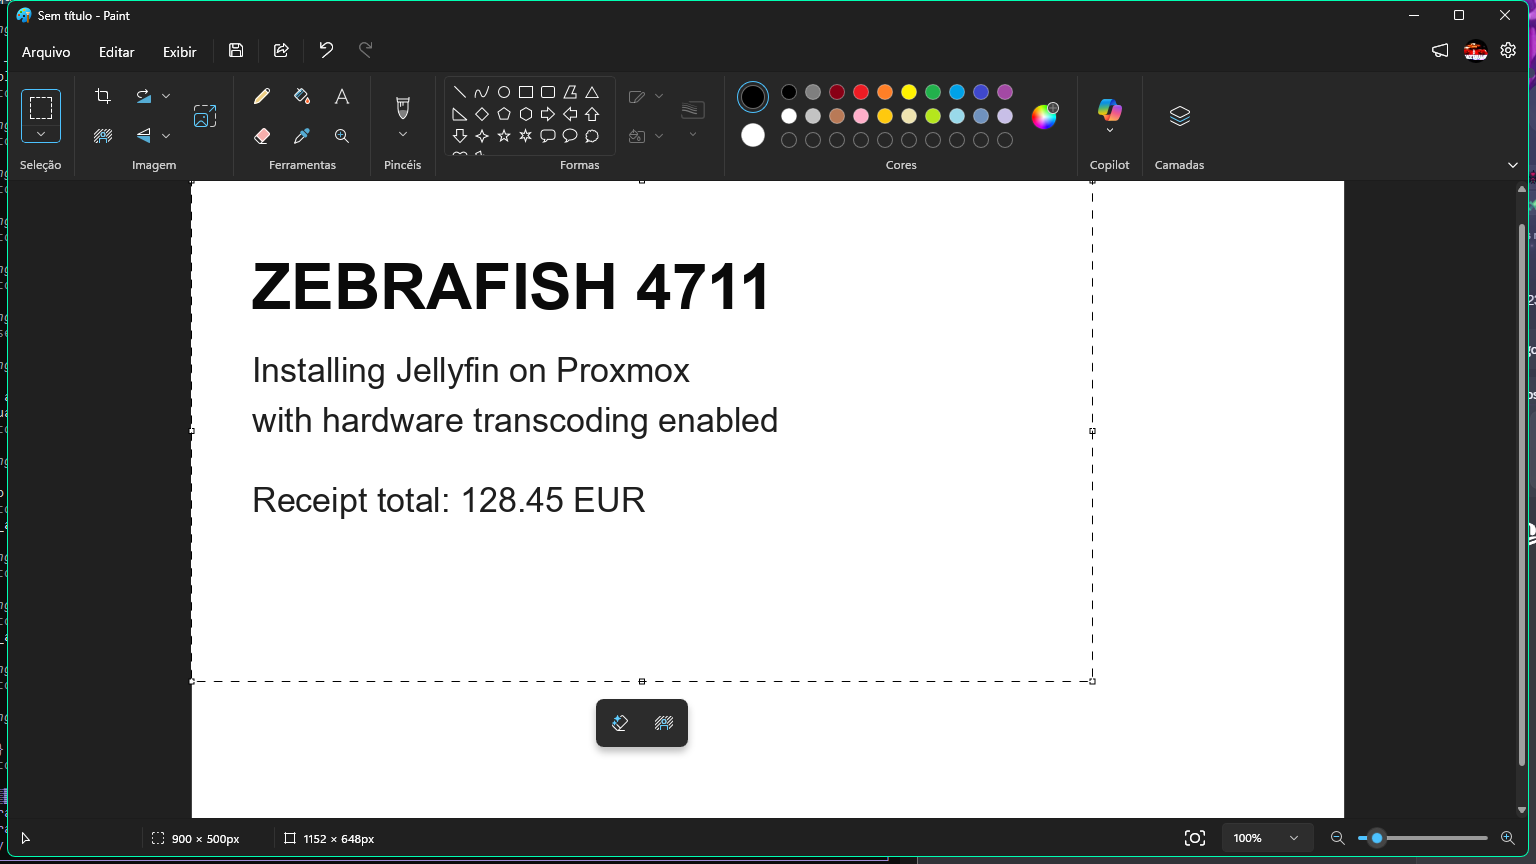 Sem título - Paint
Arquivo Editar Exibir
Seleção Imagem Ferramentas Pincéis Formas Cores Copilot Camadas
ZEBRAFISH 4711
Installing Jellyfin on Proxmox
with hardware transcoding enabled
Receipt total: 128.45 EUR
900 × 500px 1152 × 648px 100%